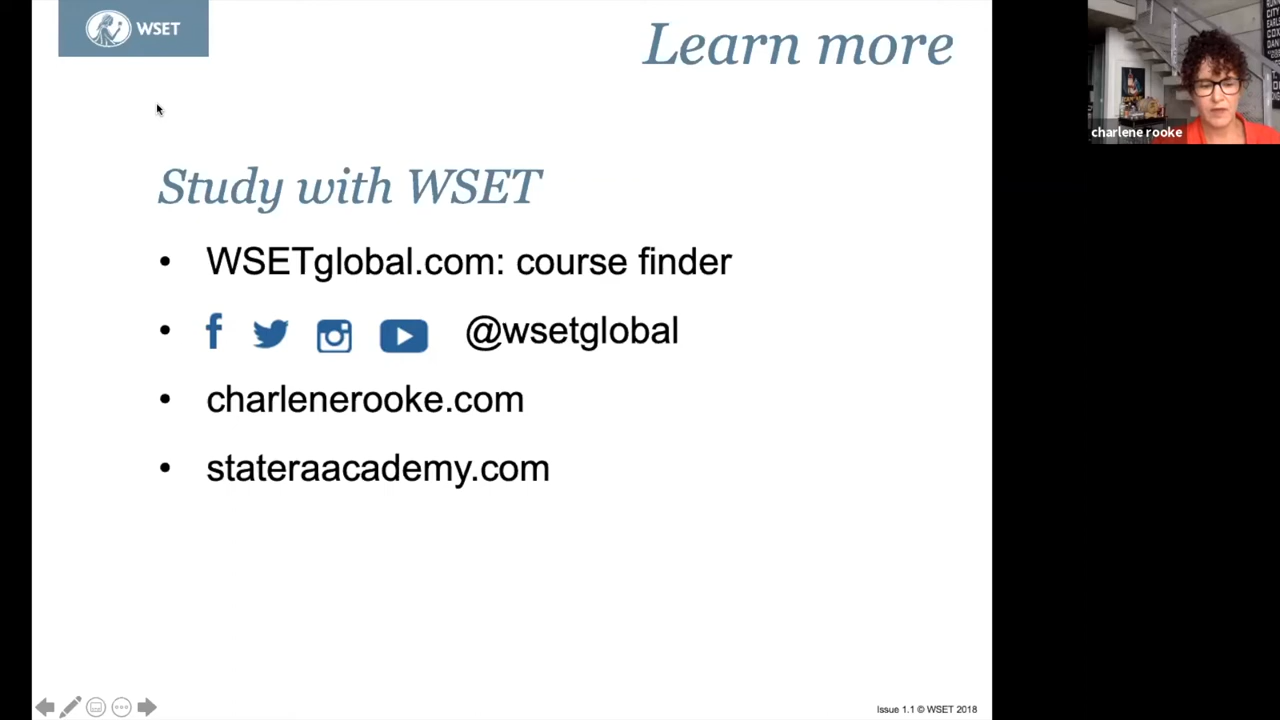 WSET
Learn more
charlene rooke
Study with WSET
• WSETglobal.com: course finder
• @wsetglobal
• charlenerooke.com
• stateraacademy.com
Issue 1.1 © WSET 2018